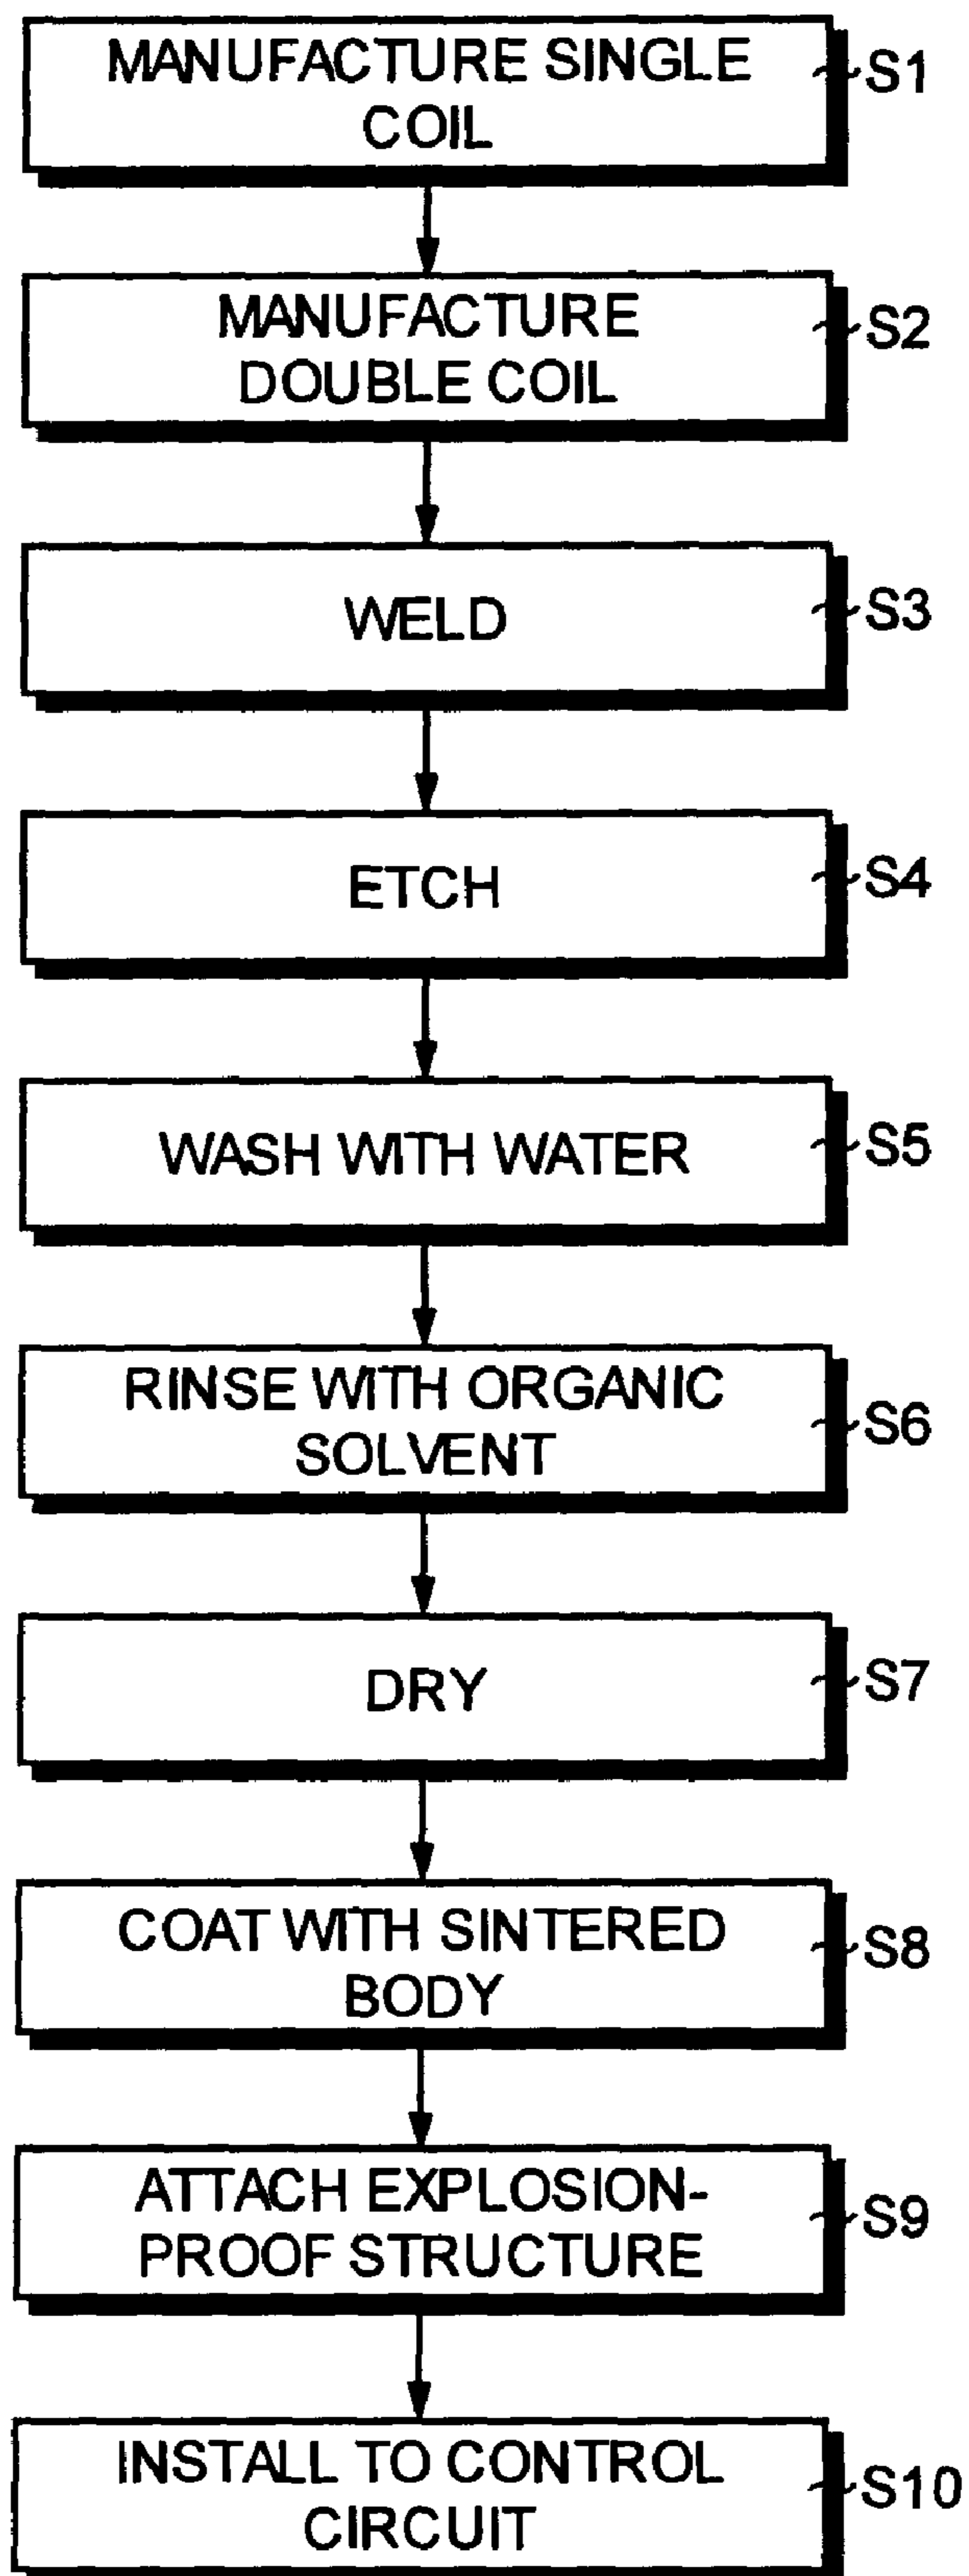 MANUFACTURE SINGLE
COIL
S1
MANUFACTURE
DOUBLE COIL
S2
WELD
S3
ETCH
S4
WASH WITH WATER
S5
RINSE WITH ORGANIC
SOLVENT
S6
DRY
S7
COAT WITH SINTERED
BODY
S8
ATTACH EXPLOSION-
PROOF STRUCTURE
S9
INSTALL TO CONTROL
CIRCUIT
S10